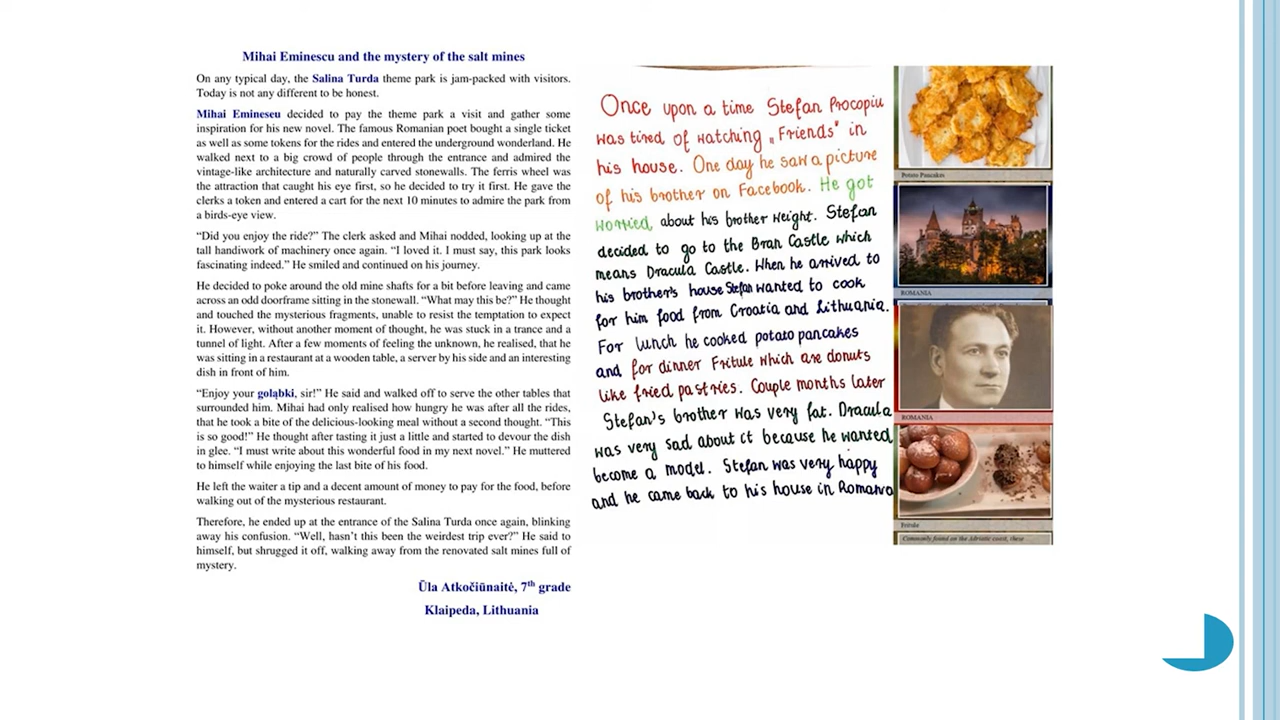 Mihai Eminescu and the mystery of the salt mines
On any typical day, the Salina Turda theme park is jam-packed with visitors.
Today is not any different to be honest.
Mihai Eminescu decided to pay the theme park a visit and gather some
inspiration for his new novel. The famous Romanian poet bought a single ticket
as well as some tokens for the rides and entered the underground wonderland. He
walked next to a big crowd of people through the entrance and admired the
vintage-like architecture and naturally carved stonewalls. The ferris wheel was
the attraction that caught his eye first, so he decided to try it first. He gave the
clerks a token and entered a cart for the next 10 minutes to admire the park from
a birds-eye view.
“Did you enjoy the ride?” The clerk asked and Mihai nodded, looking up at the
tall handiwork of machinery once again. “I loved it. I must say, this park looks
fascinating indeed.” He smiled and continued on his journey.
He decided to poke around the old mine shafts for a bit before leaving and came
across an odd doorframe sitting in the stonewall. “What may this be?” He thought
and touched the mysterious fragments, unable to resist the temptation to expect
it. However, without another moment of thought, he was stuck in a trance and a
tunnel of light. After a few moments of feeling the unknown, he realised, that he
was sitting in a restaurant at a wooden table, a server by his side and an interesting
dish in front of him.
“Enjoy your goląbki, sir!” He said and walked off to serve the other tables that
surrounded him. Mihai had only realised how hungry he was after all the rides,
that he took a bite of the delicious-looking meal without a second thought. “This
is so good!” He thought after tasting it just a little and started to devour the dish
in glee. “I must write about this wonderful food in my next novel.” He muttered
to himself while enjoying the last bite of his food.
He left the waiter a tip and a decent amount of money to pay for the food, before
walking out of the mysterious restaurant.
Therefore, he ended up at the entrance of the Salina Turda once again, blinking
away his confusion. “Well, hasn’t this been the weirdest trip ever?” He said to
himself, but shrugged it off, walking away from the renovated salt mines full of
mystery.
Ūla Atkočiūnaitė, 7th grade
Klaipeda, Lithuania
Once upon a time Stefan Procopiu
was tired of watching „Friends" in
his house. One day he saw a picture
of his brother on Facebook. He got
worried about his brother weight. Stefan
decided to go to the Bran Castle which
means Dracula Castle. When he arrived to
his brother's house Stefan wanted to cook
for him food from Croatia and Lithuania.
For lunch he cooked potato pancakes
and for dinner Fritule which are donuts
like fried pastries. Couple months later
Stefan's brother was very fat. Dracula
was very sad about it because he wanted
become a model. Stefan was very happy
and he came back to his house in Romania
Potato Pancakes
ROMANIA
ROMANIA
Fritule
Commonly found on the Adriatic coast, these